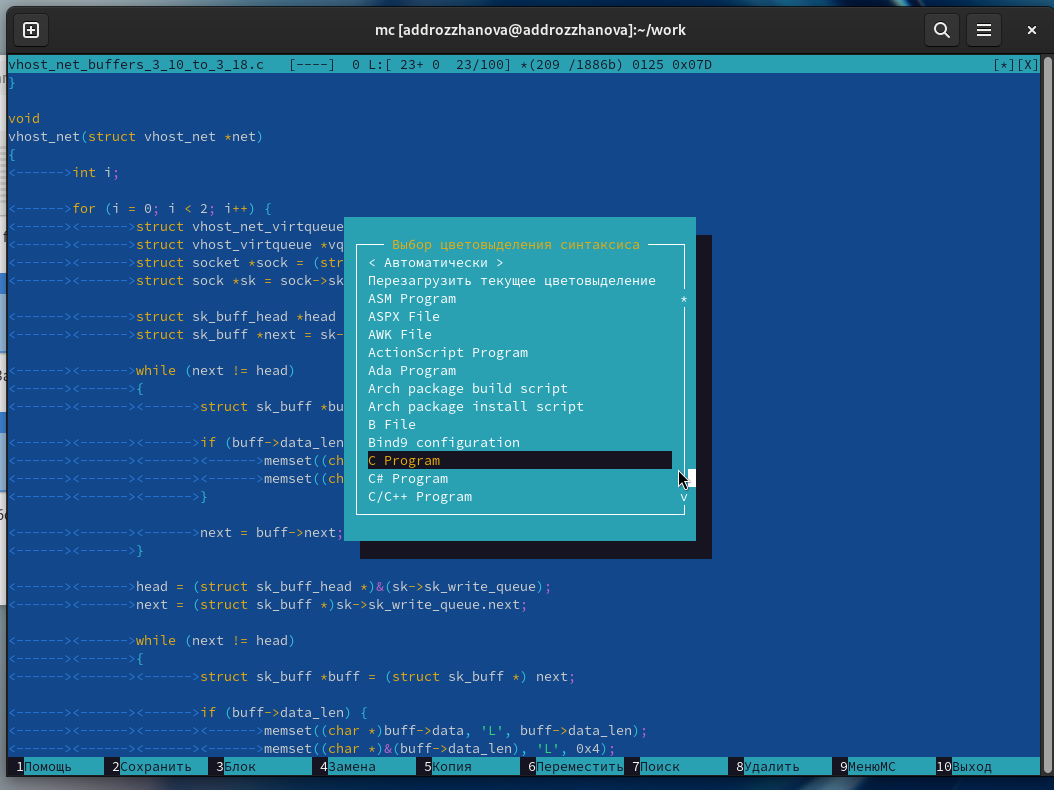 mc [addrozzhanova@addrozzhanova]:~/work
vhost_net_buffers_3_10_to_3_18.c   [----]  0 L:[ 23+ 0  23/100] *(209 /1886b) 0125 0x07D                                   [*][X]
}
void
vhost_net(struct vhost_net *net)
{
<------>int i;
<------>for (i = 0; i < 2; i++) {
<------><------>struct vhost_net_virtqueue
<------><------>struct vhost_virtqueue *vq
<------><------>struct socket *sock = (str
<------><------>struct sock *sk = sock->sk
<------><------>struct sk_buff_head *head
<------><------>struct sk_buff *next = sk-
<------><------>while (next != head)
<------><------>{
<------><------><------>struct sk_buff *bu
<------><------><------>if (buff->data_len
<------><------><------><------>memset((ch
<------><------><------><------>memset((ch
<------><------><------>}
<------><------><------>next = buff->next;
<------><------>}
<------><------>head = (struct sk_buff_head *)&(sk->sk_write_queue);
<------><------>next = (struct sk_buff *)sk->sk_write_queue.next;
<------><------>while (next != head)
<------><------>{
<------><------><------>struct sk_buff *buff = (struct sk_buff *) next;
<------><------><------>if (buff->data_len) {
<------><------><------><------>memset((char *)buff->data, 'L', buff->data_len);
<------><------><------><------>memset((char *)&(buff->data_len), 'L', 0x4);
Выбор цветовыделения синтаксиса
< Автоматически >
Перезагрузить текущее цветовыделение
ASM Program *
ASPX File
AWK File
ActionScript Program
Ada Program
Arch package build script
Arch package install script
B File
Bind9 configuration
C Program
C# Program
C/C++ Program v
1Помощь 2Сохранить 3Блок 4Замена 5Копия 6Переместить 7Поиск 8Удалить 9МенюМС 10Выход